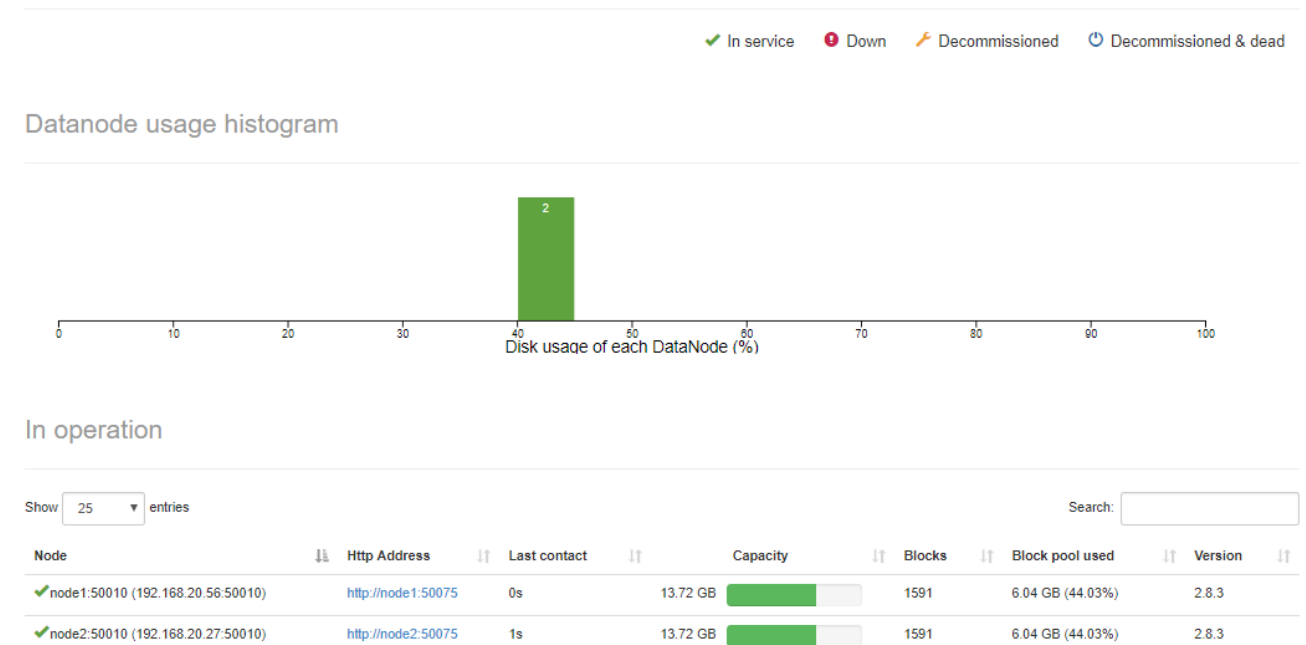 In service Down Decommissioned Decommissioned & dead
Datanode usage histogram
2
0 10 20 30 40 50 60 70 80 90 100
Disk usage of each DataNode (%)
In operation
Show 25 entries Search:
Node Http Address Last contact Capacity Blocks Block pool used Version
node1:50010 (192.168.20.56:50010) http://node1:50075 0s 13.72 GB 1591 6.04 GB (44.03%) 2.8.3
node2:50010 (192.168.20.27:50010) http://node2:50075 1s 13.72 GB 1591 6.04 GB (44.03%) 2.8.3